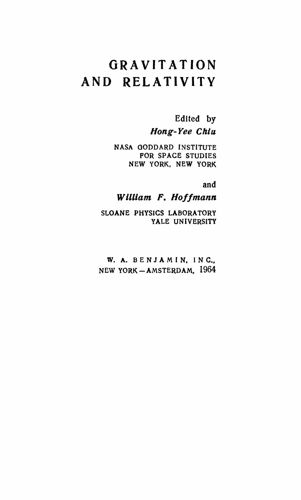 GRAVITATION
AND RELATIVITY
Edited by
Hong-Yee Chiu
NASA GODDARD INSTITUTE
FOR SPACE STUDIES
NEW YORK, NEW YORK
and
William F. Hoffmann
SLOANE PHYSICS LABORATORY
YALE UNIVERSITY
W. A. BENJAMIN, INC.,
NEW YORK—AMSTERDAM, 1964